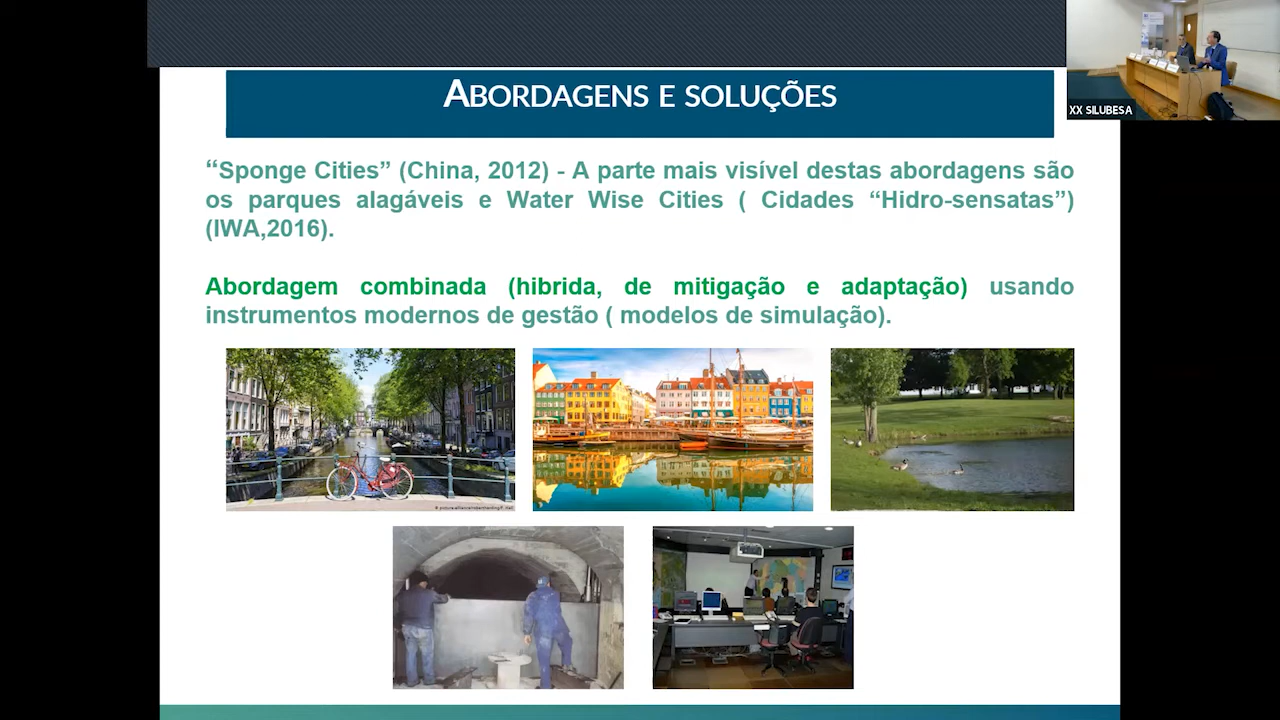 ABORDAGENS E SOLUÇÕES
XX SILUBESA
“Sponge Cities” (China, 2012) - A parte mais visível destas abordagens são
os parques alagáveis e Water Wise Cities ( Cidades “Hidro-sensatas”)
(IWA,2016).
Abordagem combinada (hibrida, de mitigação e adaptação) usando
instrumentos modernos de gestão ( modelos de simulação).